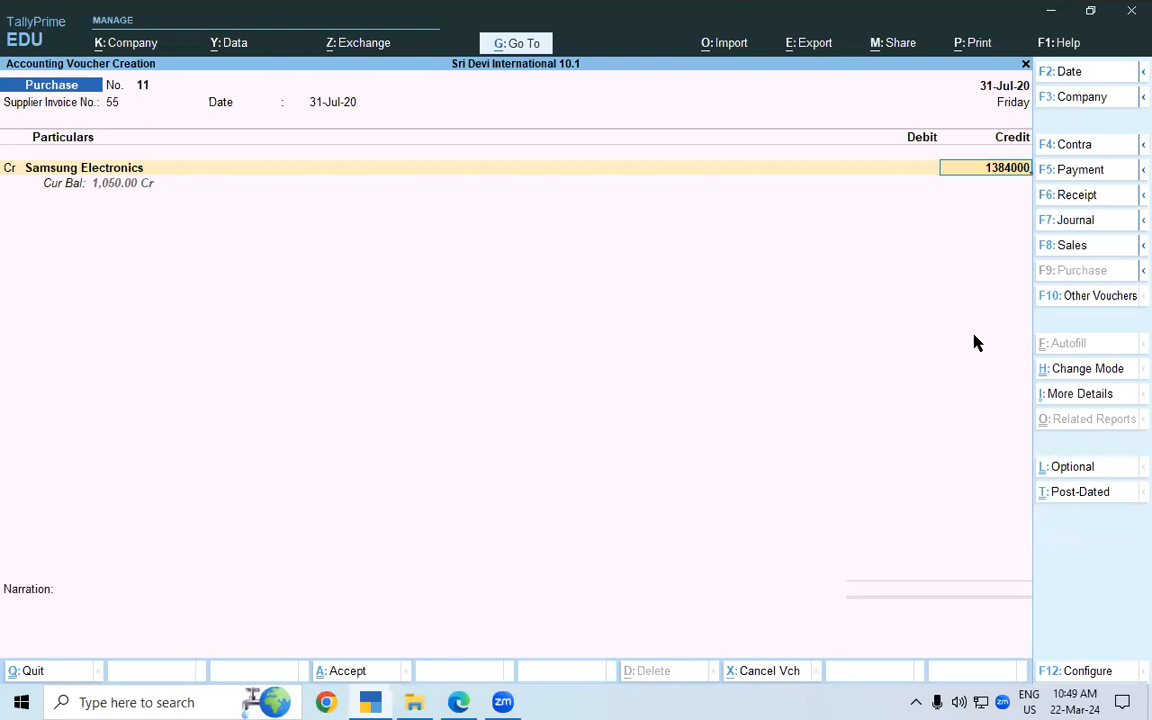 TallyPrime
EDU
MANAGE
K: Company
Y: Data
Z: Exchange
G: Go To
O: Import
E: Export
M: Share
P: Print
F1: Help
Accounting Voucher Creation
Sri Devi International 10.1
Purchase No. 11
31-Jul-20
Supplier Invoice No.: 55 Date : 31-Jul-20
Friday
Particulars Debit Credit
Cr Samsung Electronics 1384000
Cur Bal: 1,050.00 Cr
Narration:
F2: Date
F3: Company
F4: Contra
F5: Payment
F6: Receipt
F7: Journal
F8: Sales
F9: Purchase
F10: Other Vouchers
F: Autofill
H: Change Mode
I: More Details
O: Related Reports
L: Optional
T: Post-Dated
Q: Quit
A: Accept
D: Delete
X: Cancel Vch
F12: Configure
Type here to search
zm
zm
ENG
US
10:49 AM
22-Mar-24